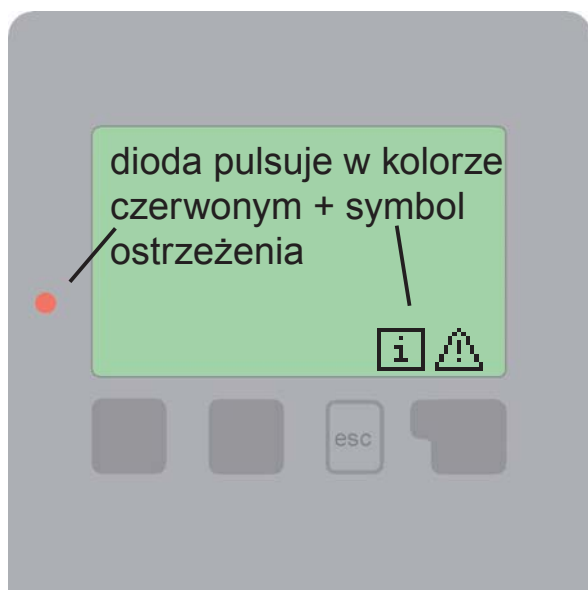 dioda pulsuje w kolorze
czerwonym + symbol
ostrzeżenia
i !
esc